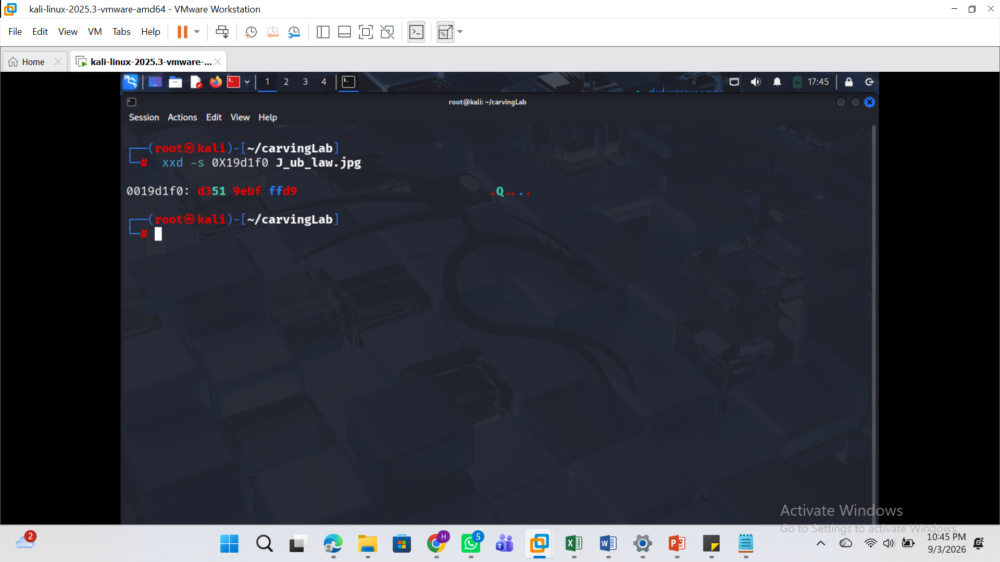 kali-linux-2025.3-vmware-amd64 - VMware Workstation
File Edit View VM Tabs Help
Home
kali-linux-2025.3-vmware-...
1 2 3 4
17:45
root@kali: ~/carvingLab
Session Actions Edit View Help
Trash
┌──(root㉿kali)-[~/carvingLab]
└─# xxd -s 0X19d1f0 J_ub_law.jpg
0019d1f0: d351 9ebf ffd9 .Q....
burp
┌──(root㉿kali)-[~/carvingLab]
└─#
Activate Windows
Go to Settings to activate Windows.
2
H
5
10:45 PM
9/3/2026